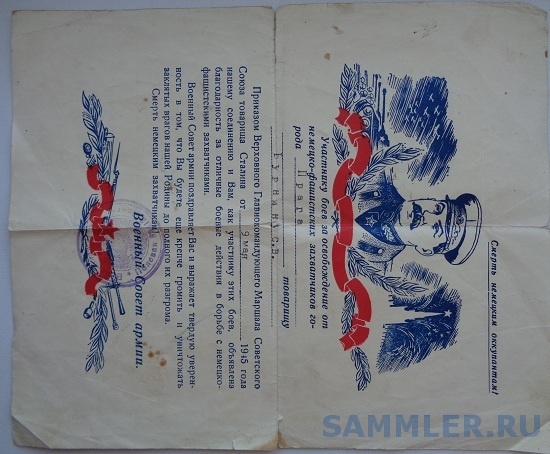 Смерть немецким оккупантам!
Участнику боев за освобождение от
немецко-фашистских захватчиков го-
рода Прага
товарищу
С.В.
Приказом Верховного Главнокомандующего Маршала Советского
Союза товарища Сталина от 9 мая 1945 года
нашему соединению и Вам, как участнику этих боев, объявлена
благодарность за отличные боевые действия в борьбе с немецко-
фашистскими захватчиками.
Военный Совет армии поздравляет Вас и выражает твердую уверен-
ность в том, что Вы будете еще крепче громить и уничтожать
заклятых врагов нашей Родины до полного их разгрома.
Смерть немецким захватчикам!
Военный Совет армии.
SAMMLER.RU